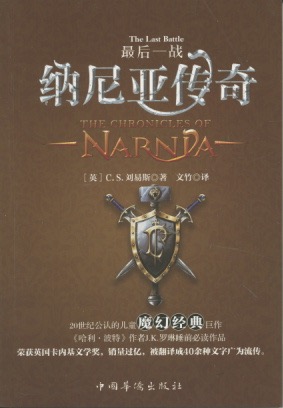 The Last Battle
最后一战
纳尼亚传奇
THE CHRONICLES OF
NARNIA
[英] C.S.刘易斯◎著 文竹◎译
20世纪公认的儿童魔幻经典巨作
《哈利·波特》作者J.K.罗琳睡前必读作品
荣获英国卡内基文学奖，销量过亿，被翻译成40余种文字广为流传。
中国华侨出版社